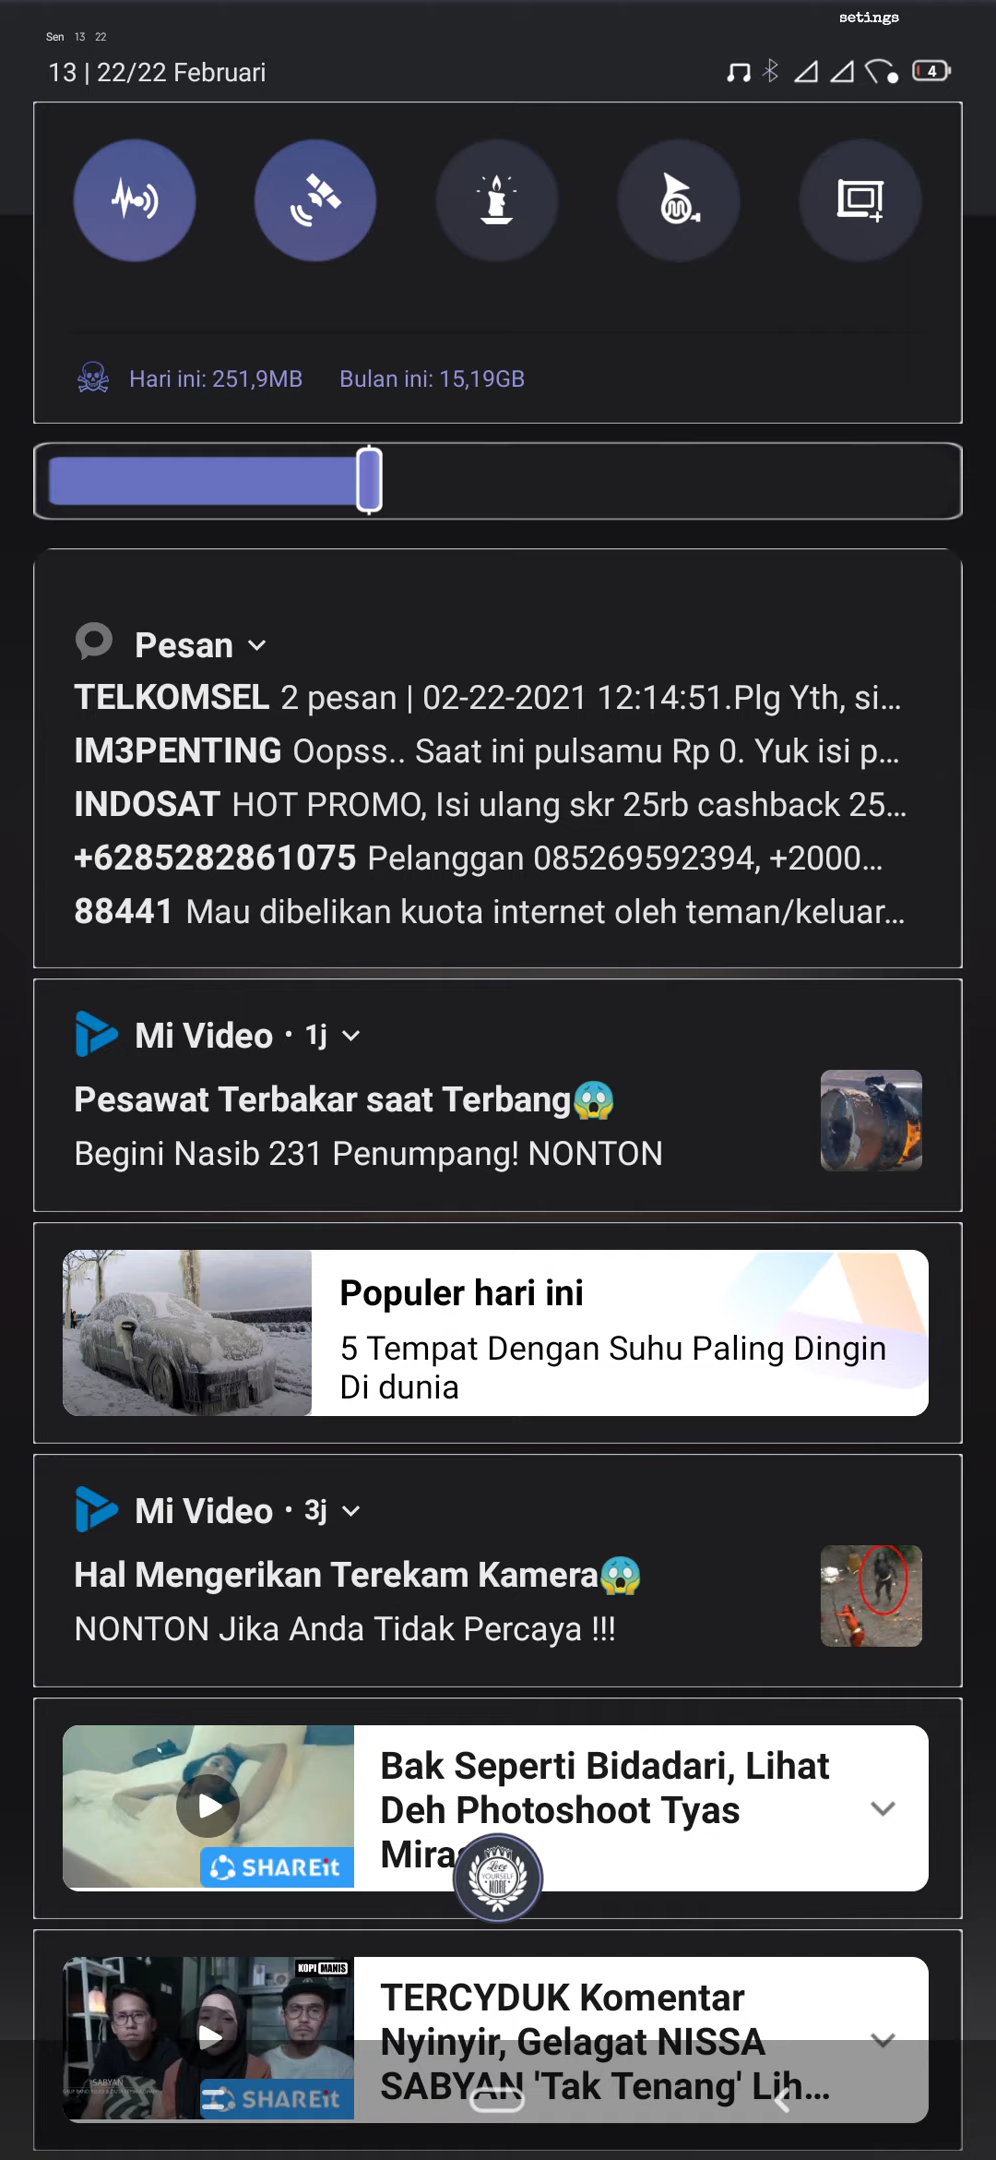 setings
Sen 13 22
13 | 22/22 Februari
4
Hari ini: 251,9MB Bulan ini: 15,19GB
Pesan
TELKOMSEL 2 pesan | 02-22-2021 12:14:51.Plg Yth, si...
IM3PENTING Oopss.. Saat ini pulsamu Rp 0. Yuk isi p...
INDOSAT HOT PROMO, Isi ulang skr 25rb cashback 25...
+6285282861075 Pelanggan 085269592394, +2000...
88441 Mau dibelikan kuota internet oleh teman/keluar...
Mi Video · 1j
Pesawat Terbakar saat Terbang
Begini Nasib 231 Penumpang! NONTON
Populer hari ini
5 Tempat Dengan Suhu Paling Dingin
Di dunia
Mi Video · 3j
Hal Mengerikan Terekam Kamera
NONTON Jika Anda Tidak Percaya !!!
Bak Seperti Bidadari, Lihat
Deh Photoshoot Tyas
Miras
SHAREit
Love
YOURSELF
MORE
KOPI MANIS
TERCYDUK Komentar
Nyinyir, Gelagat NISSA
SABYAN 'Tak Tenang' Lih...
SABYAN
SHAREit